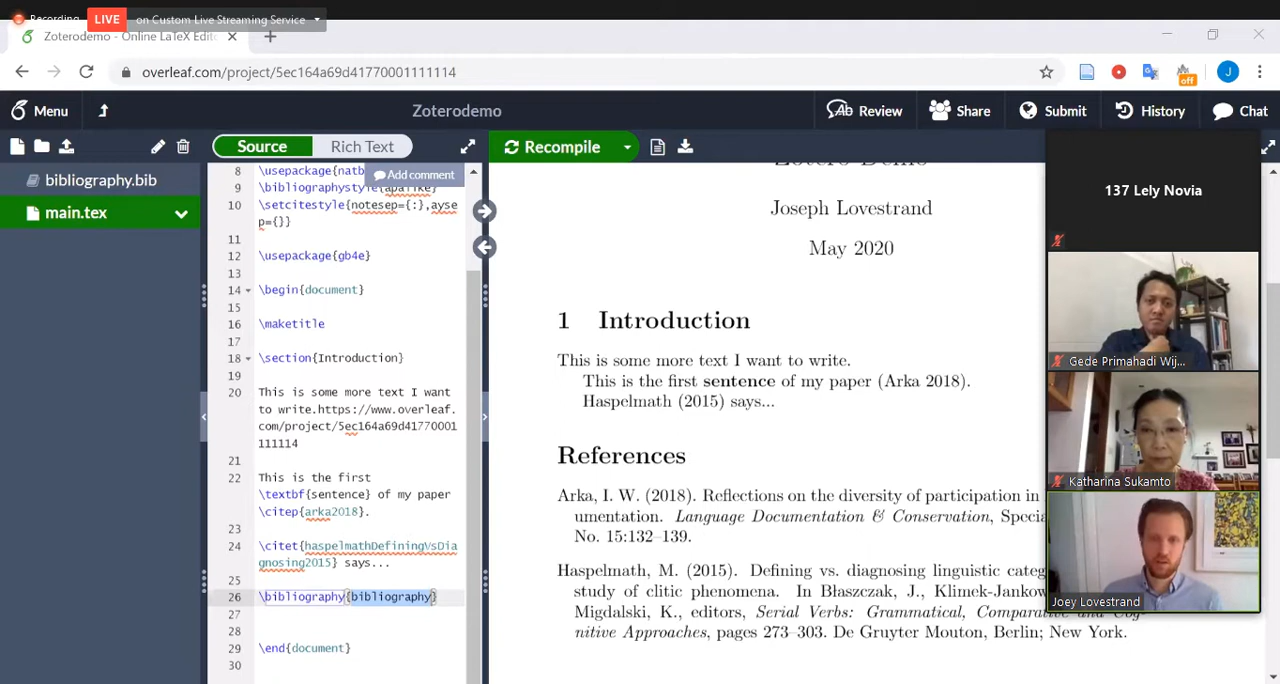 Recording
LIVE on Custom Live Streaming Service
Zoterodemo - Online LaTeX Edit
overleaf.com/project/5ec164a69d41770001111114
off
J
Menu
Zoterodemo
Review
Share
Submit
History
Chat
Source
Rich Text
Recompile
bibliography.bib
main.tex
Add comment
8 \usepackage{natb
9 \bibliographystyle{apalike}
10 \setcitestyle{notesep={:},ayse
p={}}
11
12 \usepackage{gb4e}
13
14 \begin{document}
15
16 \maketitle
17
18 \section{Introduction}
19
20 This is some more text I want
to write.https://www.overleaf.
com/project/5ec164a69d41770001
111114
21
22 This is the first
\textbf{sentence} of my paper
\citep{arka2018}.
23
24 \citet{haspelmathDefiningVsDia
gnosing2015} says...
25
26 \bibliography{bibliography}
27
28
29 \end{document}
30
Zotero Demo
Joseph Lovestrand
May 2020
1 Introduction
This is some more text I want to write.
This is the first sentence of my paper (Arka 2018).
Haspelmath (2015) says...
References
Arka, I. W. (2018). Reflections on the diversity of participation in
umentation. Language Documentation & Conservation, Speci
No. 15:132–139.
Haspelmath, M. (2015). Defining vs. diagnosing linguistic categ
study of clitic phenomena. In Błaszczak, J., Klimek-Jankow
Migdalski, K., editors, Serial Verbs: Grammatical, Comparative and Cog-
nitive Approaches, pages 273–303. De Gruyter Mouton, Berlin; New York.
137 Lely Novia
Gede Primahadi Wij...
Katharina Sukamto
Joey Lovestrand